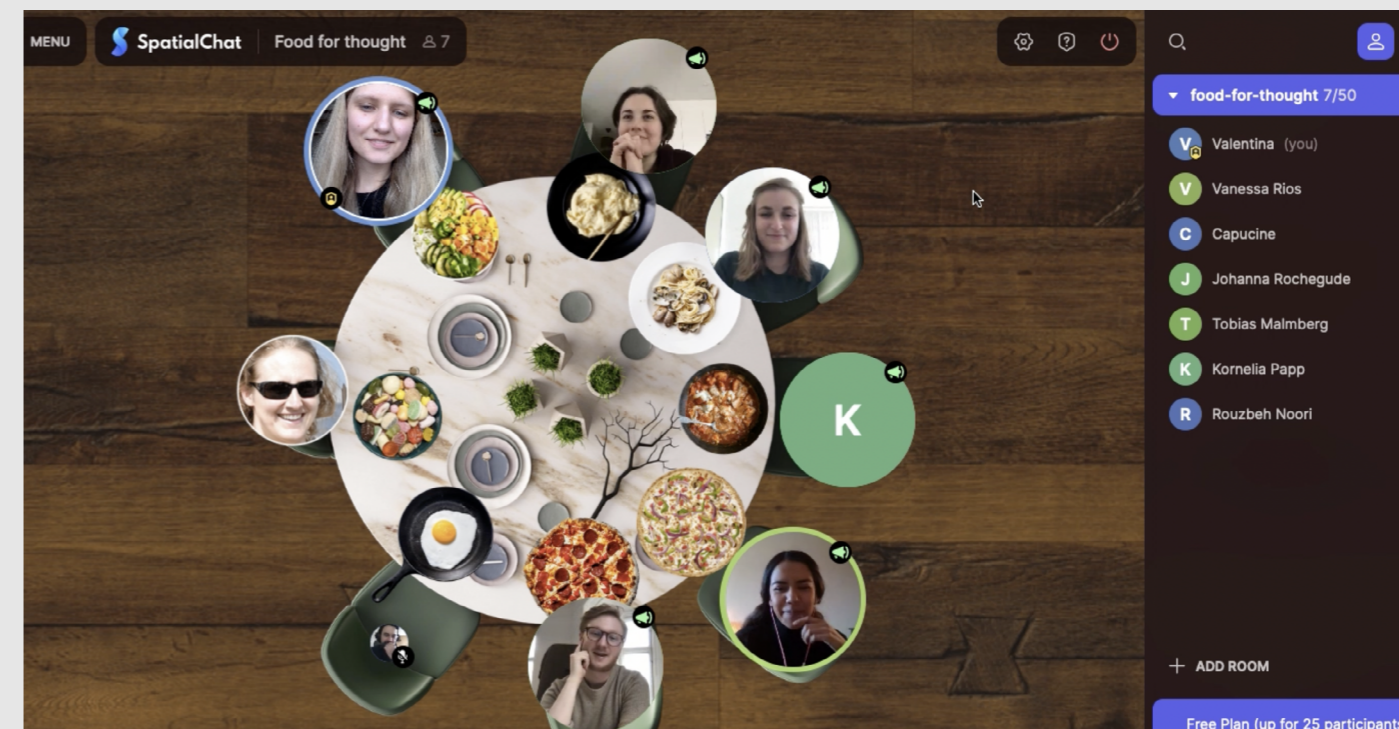 MENU
SpatialChat
Food for thought 7
food-for-thought 7/50
V Valentina (you)
V Vanessa Rios
C Capucine
J Johanna Rochegude
T Tobias Malmberg
K Kornelia Papp
R Rouzbeh Noori
K
+ ADD ROOM
Free Plan (up for 25 participants